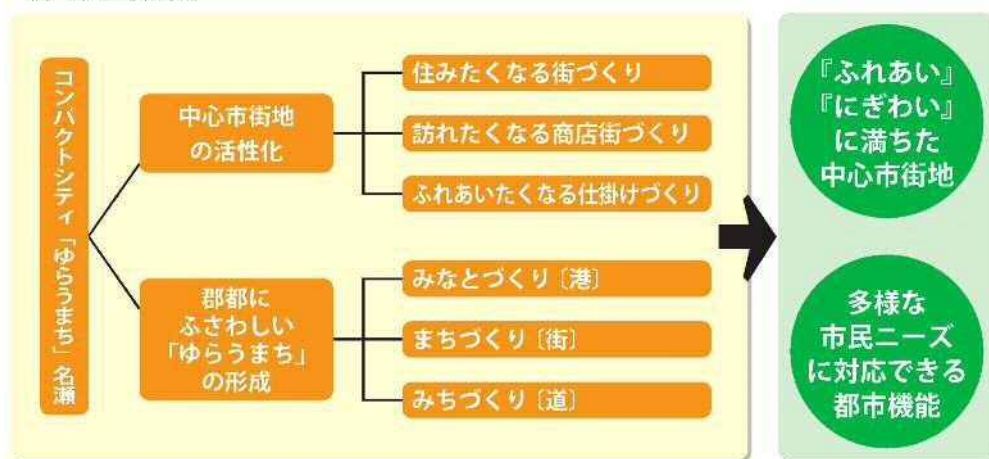 コンパクトシティ「ゆらうまち」名瀬
中心市街地
の活性化
住みたくなる街づくり
訪れたくなる商店街づくり
ふれあいたくなる仕掛けづくり
郡都に
ふさわしい
「ゆらうまち」
の形成
みなとづくり〔港〕
まちづくり〔街〕
みちづくり〔道〕
『ふれあい』
『にぎわい』
に満ちた
中心市街地
多様な
市民ニーズ
に対応できる
都市機能